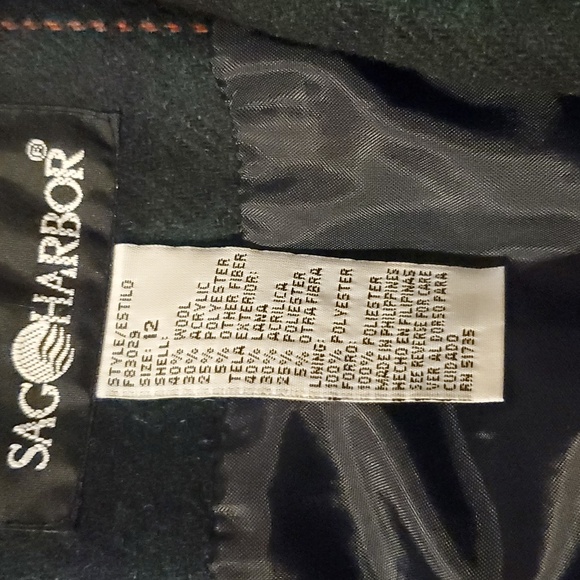 SAG HARBOR®
STYLE/ESTILO
F83029
SIZE: 12
SHELL:
40% WOOL
30% ACRYLIC
25% POLYESTER
5% OTHER FIBER
TELA EXTERIOR:
40% LANA
30% ACRILICA
25% POLIESTER
5% OTRA FIBRA
LINING:
100% POLYESTER
FORRO:
100% POLIESTER
MADE IN PHILIPPINES
HECHO EN FILIPINAS
SEE REVERSE FOR CARE
VER AL DORSO PARA
CUIDADO
RN 51735